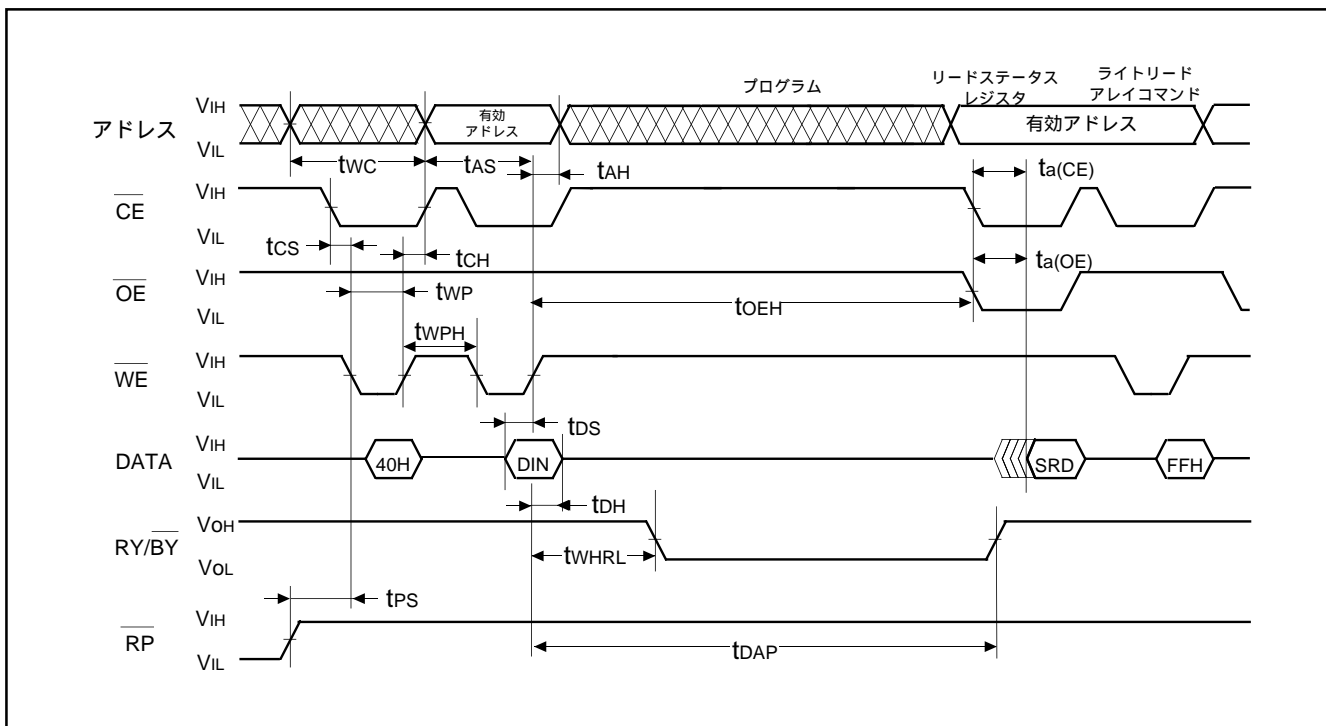 プログラム
リードステータス
レジスタ
ライトリード
アレイコマンド
アドレス
VIH
VIL
有効
アドレス
有効アドレス
tWC
tAS
tAH
ta(CE)
CE
VIH
VIL
tCS
tCH
ta(OE)
OE
VIH
VIL
tWP
tOEH
tWPH
WE
VIH
VIL
tDS
DATA
VIH
VIL
40H
DIN
SRD
FFH
tDH
RY/BY
VOH
VOL
tWHRL
tPS
RP
VIH
VIL
tDAP